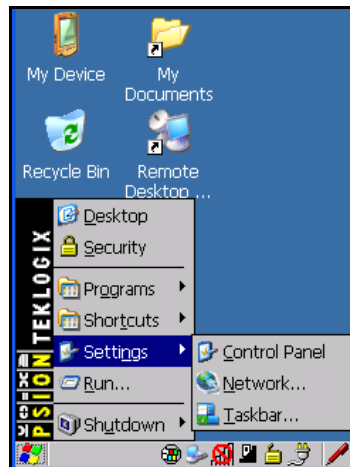 My Device
My
Documents
Recycle Bin
Remote
Desktop ...
Desktop
Security
Programs
Shortcuts
Settings
Run...
Shutdown
Control Panel
Network...
Taskbar...
PSION TEKLOGIX